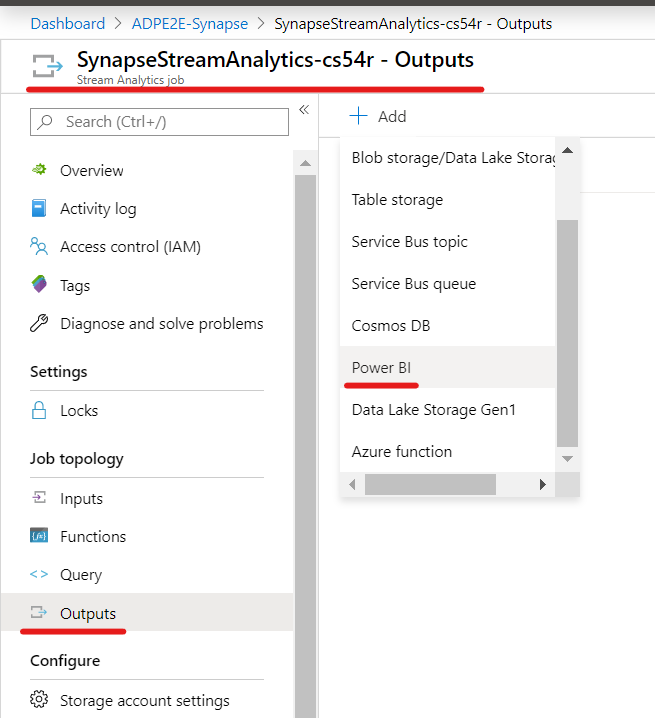 Dashboard > ADPE2E-Synapse > SynapseStreamAnalytics-cs54r - Outputs
SynapseStreamAnalytics-cs54r - Outputs
Stream Analytics job
Search (Ctrl+/)
Overview
Activity log
Access control (IAM)
Tags
Diagnose and solve problems
Settings
Locks
Job topology
Inputs
Functions
Query
Outputs
Configure
Storage account settings
Add
Blob storage/Data Lake Storag
Table storage
Service Bus topic
Service Bus queue
Cosmos DB
Power BI
Data Lake Storage Gen1
Azure function